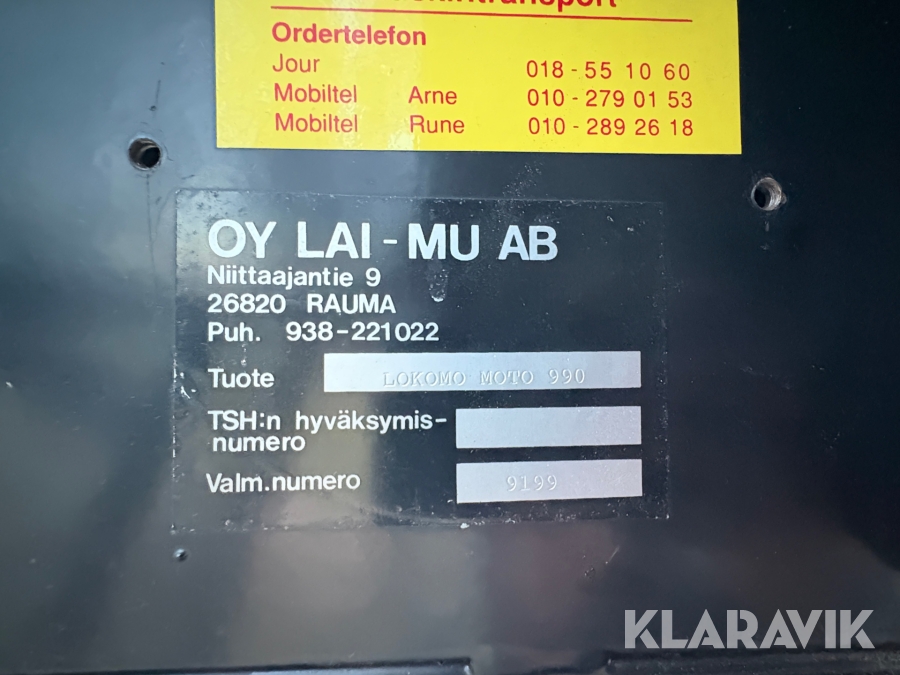 Ordertelefon
Jour 018-55 10 60
Mobiltel Arne 010-279 01 53
Mobiltel Rune 010-289 26 18
OY LAI-MU AB
Niittaajantie 9
26820 RAUMA
Puh. 938-221022
Tuote LOKOMO MOTO 990
TSH:n hyväksymis-
numero
Valm.numero 9199
KLARAVIK